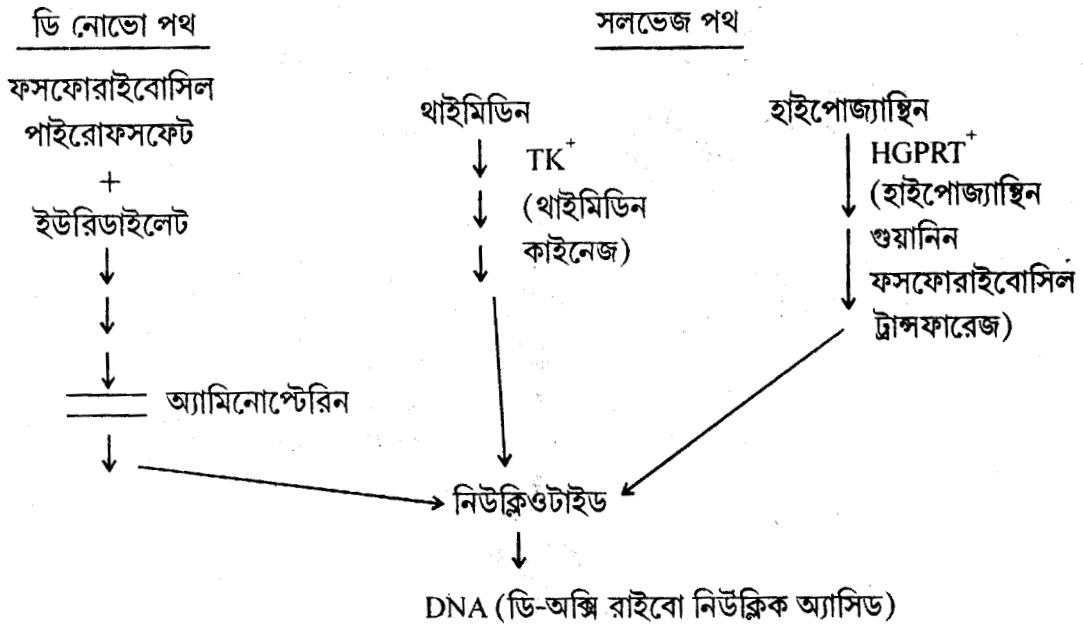 ডি নোভো পথ
ফসফোরাইবোসিল
পাইরোফসফেট
+
ইউরিডাইলেট
অ্যামিনোপ্টেরিন
সলভেজ পথ
থাইমিডিন
TK+
(থাইমিডিন
কাইনেজ)
হাইপোজ্যান্থিন
HGPRT+
(হাইপোজ্যান্থিন
গুয়ানিন
ফসফোরাইবোসিল
ট্রান্সফারেজ)
নিউক্লিওটাইড
DNA (ডি-অক্সি রাইবো নিউক্লিক অ্যাসিড)